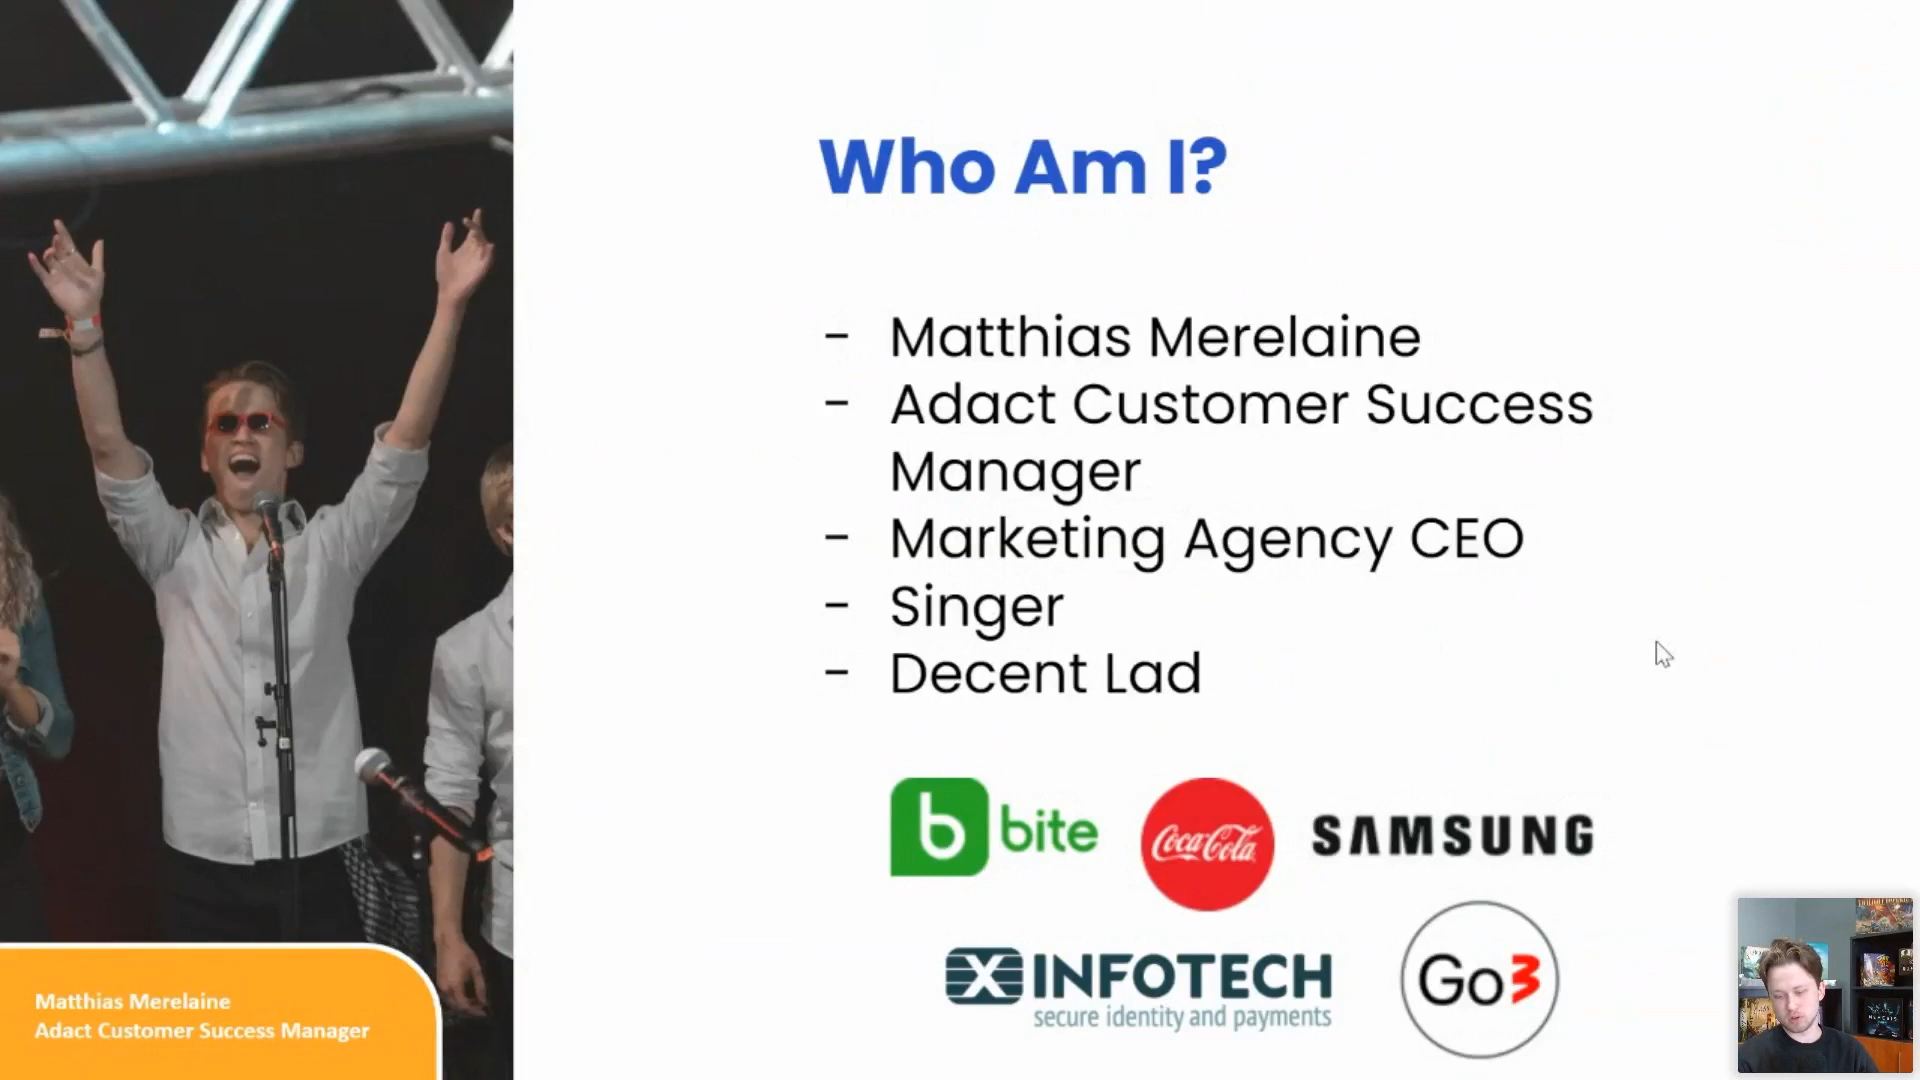 Who Am I?
- Matthias Merelaine
- Adact Customer Success
Manager
- Marketing Agency CEO
- Singer
- Decent Lad
b bite
Coca-Cola
SAMSUNG
X INFOTECH
secure identity and payments
Go3
Matthias Merelaine
Adact Customer Success Manager